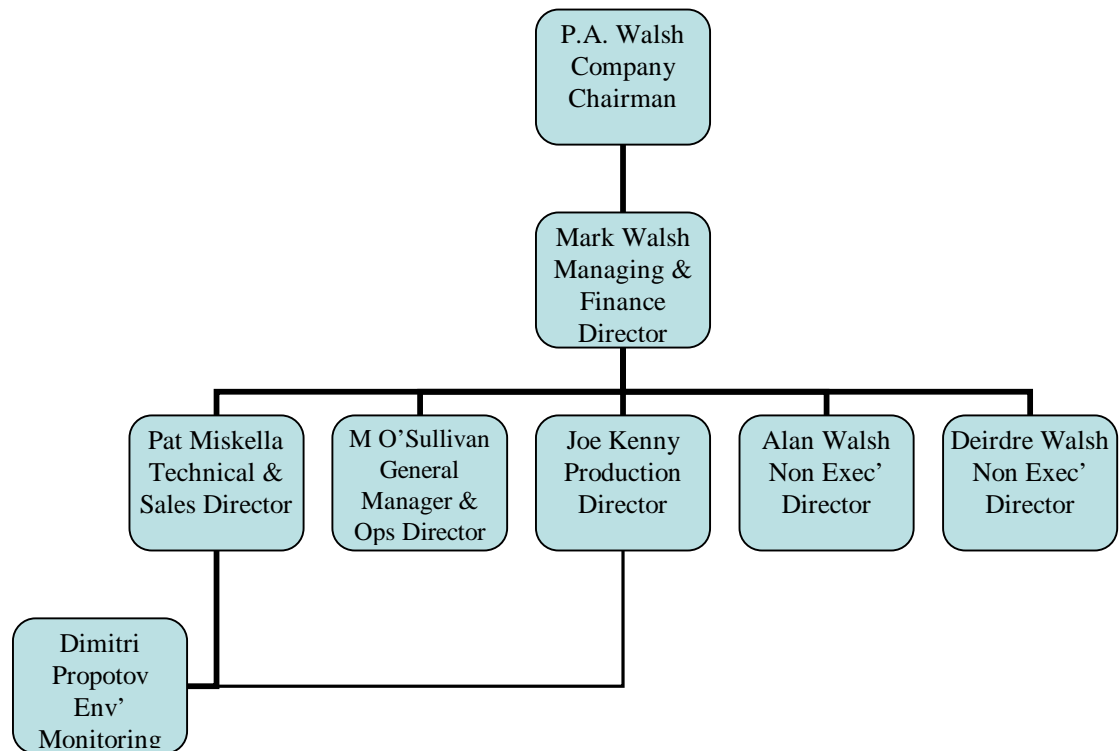 P.A. Walsh
Company
Chairman
Mark Walsh
Managing &
Finance
Director
Pat Miskella
Technical &
Sales Director
M O’Sullivan
General
Manager &
Ops Director
Joe Kenny
Production
Director
Alan Walsh
Non Exec’
Director
Deirdre Walsh
Non Exec’
Director
Dimitri
Propotov
Env’
Monitoring